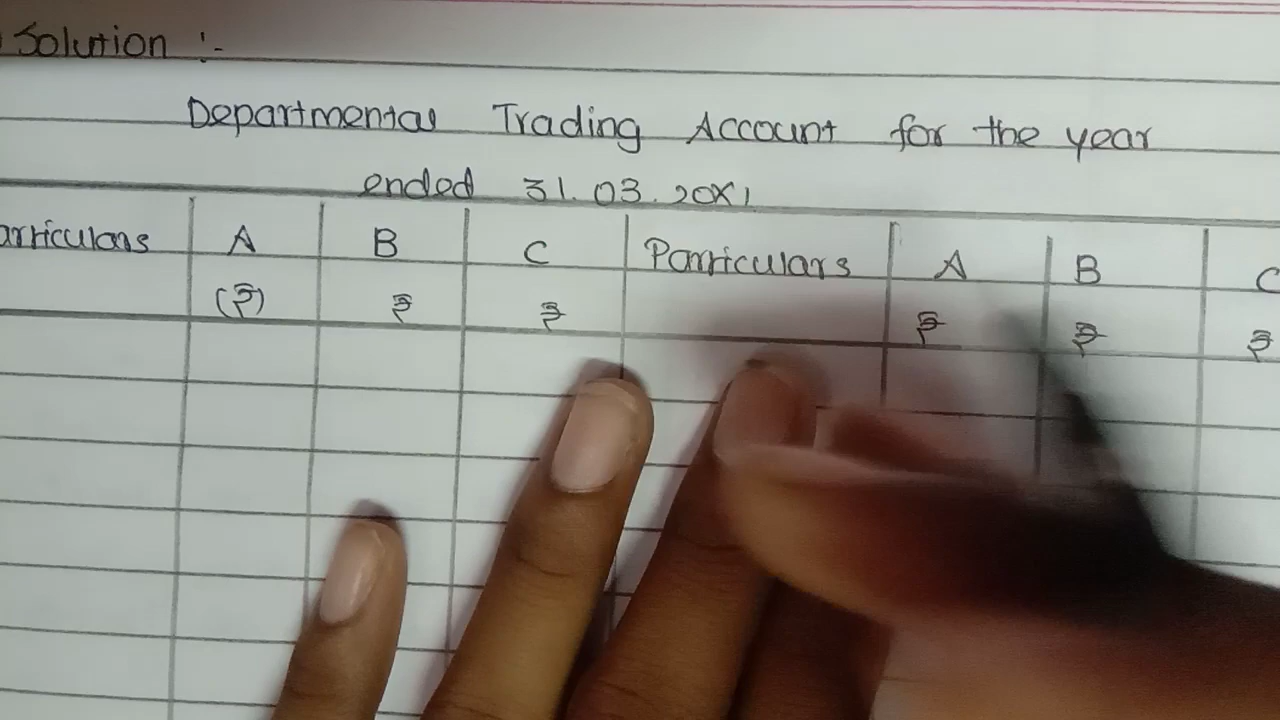 Solution :-
Departmental Trading Account for the year
ended 31.03.20X1
articulars A B C Particulars A B C
(₹) ₹ ₹ ₹ ₹ ₹